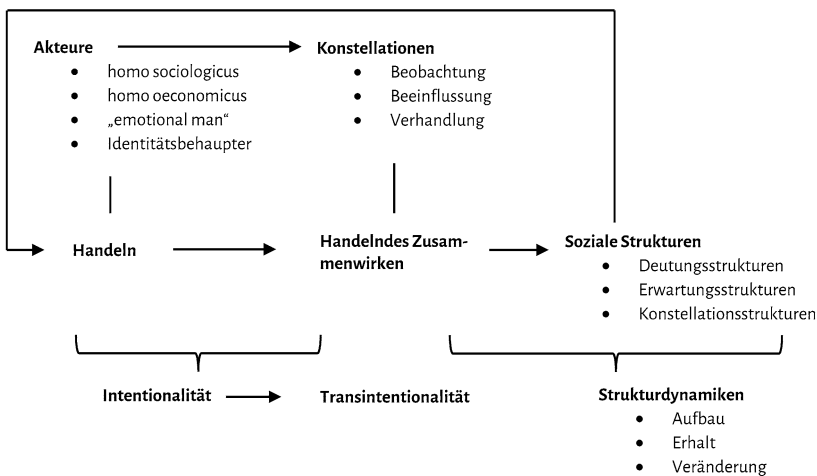 Akteure
• homo sociologicus
• homo oeconomicus
• „emotional man“
• Identitätsbehaupter
Konstellationen
• Beobachtung
• Beeinflussung
• Verhandlung
Handeln
Handelndes Zusam-
menwirken
Soziale Strukturen
• Deutungsstrukturen
• Erwartungsstrukturen
• Konstellationsstrukturen
Intentionalität
Transintentionalität
Strukturdynamiken
• Aufbau
• Erhalt
• Veränderung